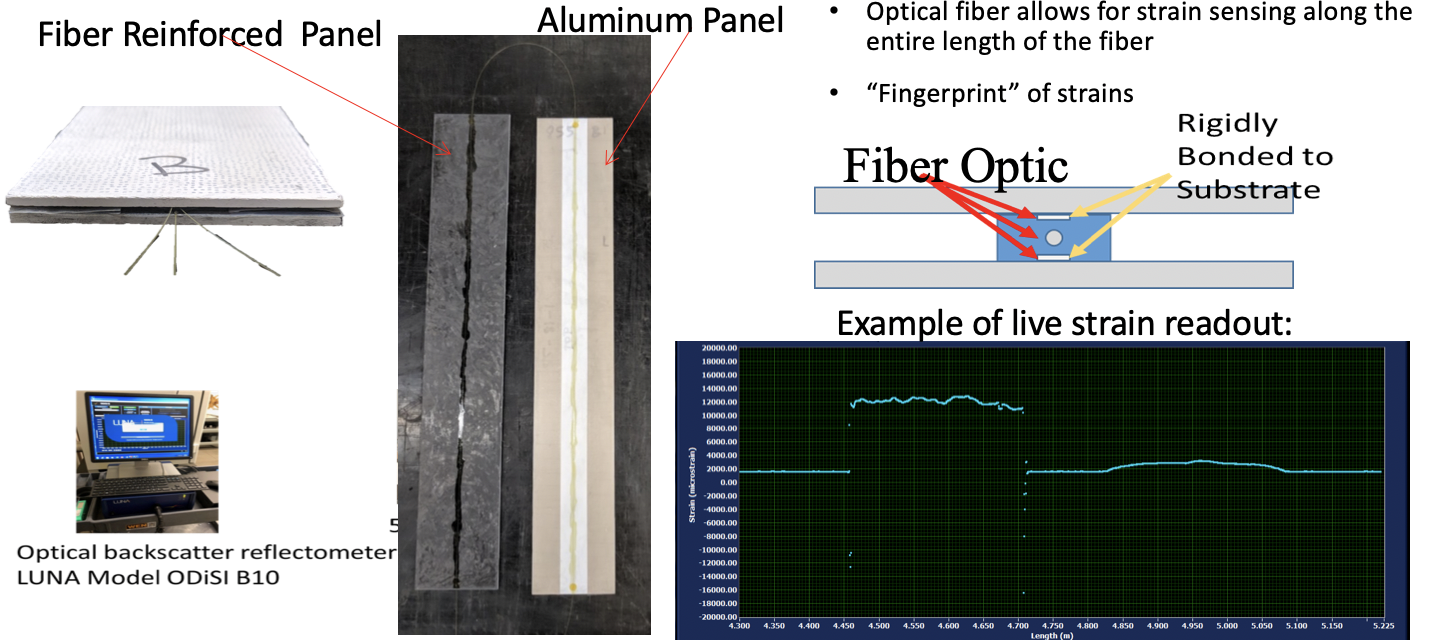 Fiber Reinforced Panel
Aluminum Panel
• Optical fiber allows for strain sensing along the
entire length of the fiber
• “Fingerprint” of strains
B
Fiber Optic
Rigidly
Bonded to
Substrate
Example of live strain readout:
LUNA
LUNA
5
Optical backscatter reflectometer
LUNA Model ODiSI B10
Strain (microstrain)
20000.00
18000.00
16000.00
14000.00
12000.00
10000.00
8000.00
6000.00
4000.00
2000.00
0.00
-2000.00
-4000.00
-6000.00
-8000.00
-10000.00
-12000.00
-14000.00
-16000.00
-18000.00
-20000.00
4.300 4.350 4.400 4.450 4.500 4.550 4.600 4.650 4.700 4.750 4.800 4.850 4.900 4.950 5.000 5.050 5.100 5.150 5.225
Length (m)